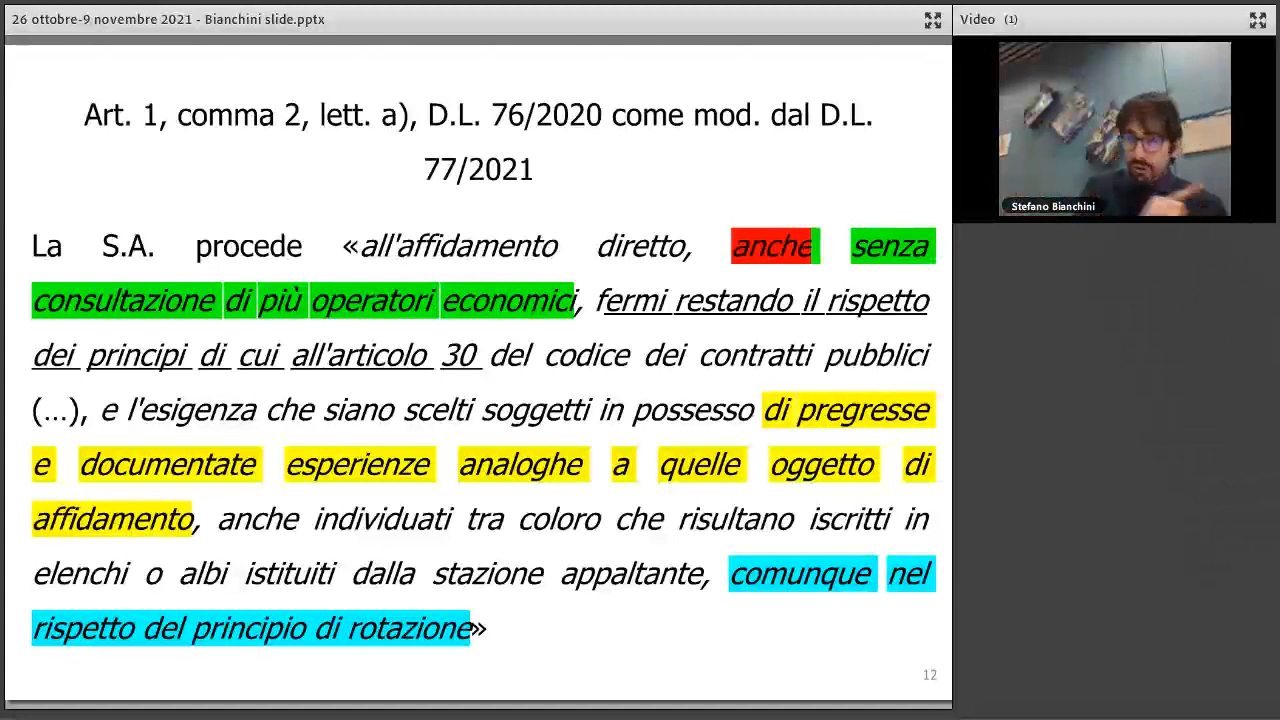 26 ottobre-9 novembre 2021 - Bianchini slide.pptx
Video (1)
Stefano Bianchini
Art. 1, comma 2, lett. a), D.L. 76/2020 come mod. dal D.L.
77/2021
La S.A. procede «all'affidamento diretto, anche senza
consultazione di più operatori economici, fermi restando il rispetto
dei principi di cui all'articolo 30 del codice dei contratti pubblici
(…), e l'esigenza che siano scelti soggetti in possesso di pregresse
e documentate esperienze analoghe a quelle oggetto di
affidamento, anche individuati tra coloro che risultano iscritti in
elenchi o albi istituiti dalla stazione appaltante, comunque nel
rispetto del principio di rotazione»
12